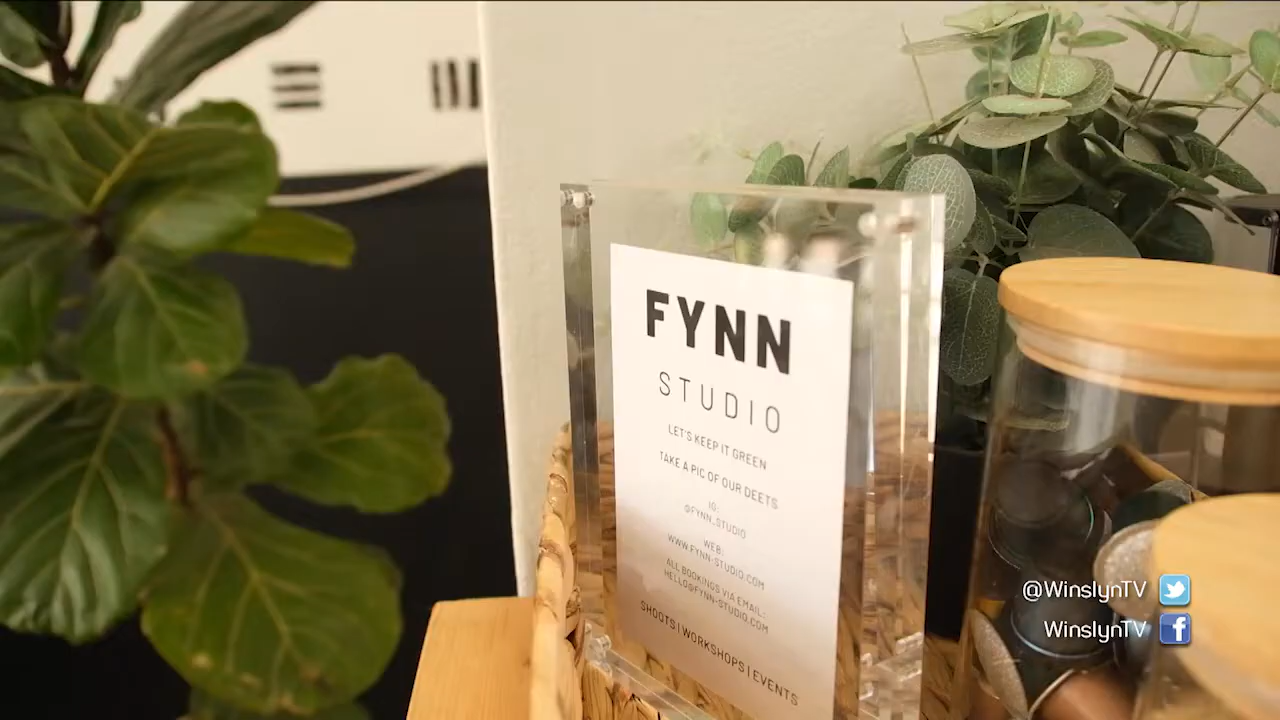 FYNN
STUDIO
LET'S KEEP IT GREEN
TAKE A PIC OF OUR DEETS
IG:
@FYNN_STUDIO
WEB:
WWW.FYNN-STUDIO.COM
ALL BOOKINGS VIA EMAIL:
HELLO@FYNN-STUDIO.COM
SHOOTS | WORKSHOPS | EVENTS
@WinslynTV
WinslynTV